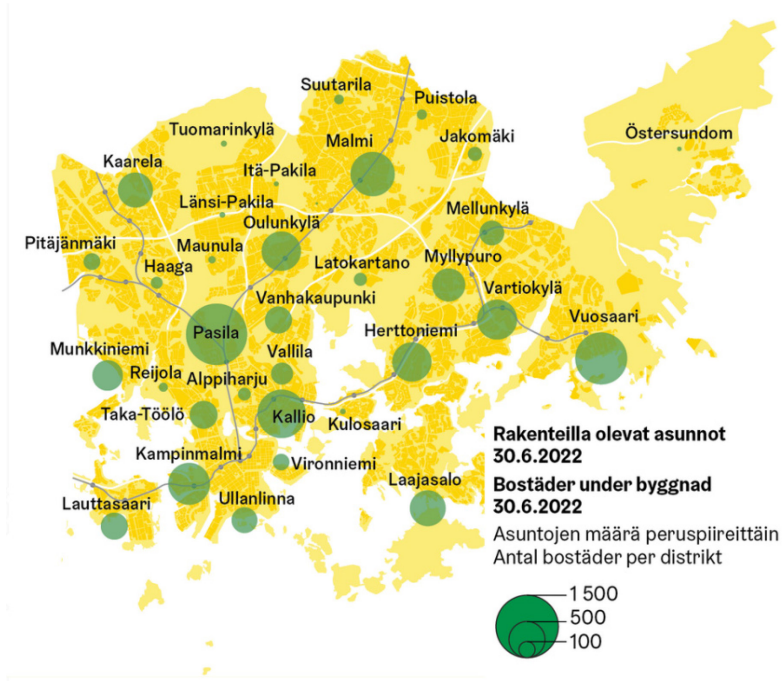 Suutarila
Puistola
Tuomarinkylä
Malmi
Jakomäki
Östersundom
Kaarela
Itä-Pakila
Länsi-Pakila
Mellunkylä
Oulunkylä
Pitäjänmäki
Maunula
Haaga
Latokartano
Myllypuro
Vanhakaupunki
Vartiokylä
Pasila
Herttoniemi
Vuosaari
Munkkiniemi
Vallila
Reijola
Alppiharju
Taka-Töölö
Kallio
Kulosaari
Kampinmalmi
Vironniemi
Lauttasaari
Ullanlinna
Laajasalo
Rakenteilla olevat asunnot
30.6.2022
Bostäder under byggnad
30.6.2022
Asuntojen määrä peruspiireittäin
Antal bostäder per distrikt
1 500
500
100